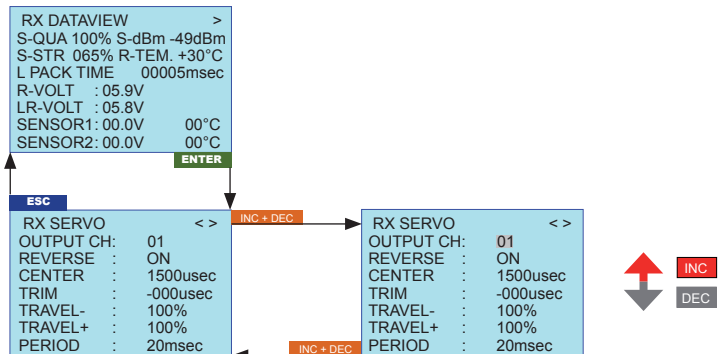 RX DATAVIEW >
S-QUA 100% S-dBm -49dBm
S-STR 065% R-TEM. +30°C
L PACK TIME 00005msec
R-VOLT : 05.9V
LR-VOLT : 05.8V
SENSOR1: 00.0V 00°C
SENSOR2: 00.0V 00°C
ENTER
ESC
RX SERVO < >
OUTPUT CH: 01
REVERSE : ON
CENTER : 1500usec
TRIM : -000usec
TRAVEL- : 100%
TRAVEL+ : 100%
PERIOD : 20msec
INC + DEC
INC + DEC
RX SERVO < >
OUTPUT CH: 01
REVERSE : ON
CENTER : 1500usec
TRIM : -000usec
TRAVEL- : 100%
TRAVEL+ : 100%
PERIOD : 20msec
INC
DEC